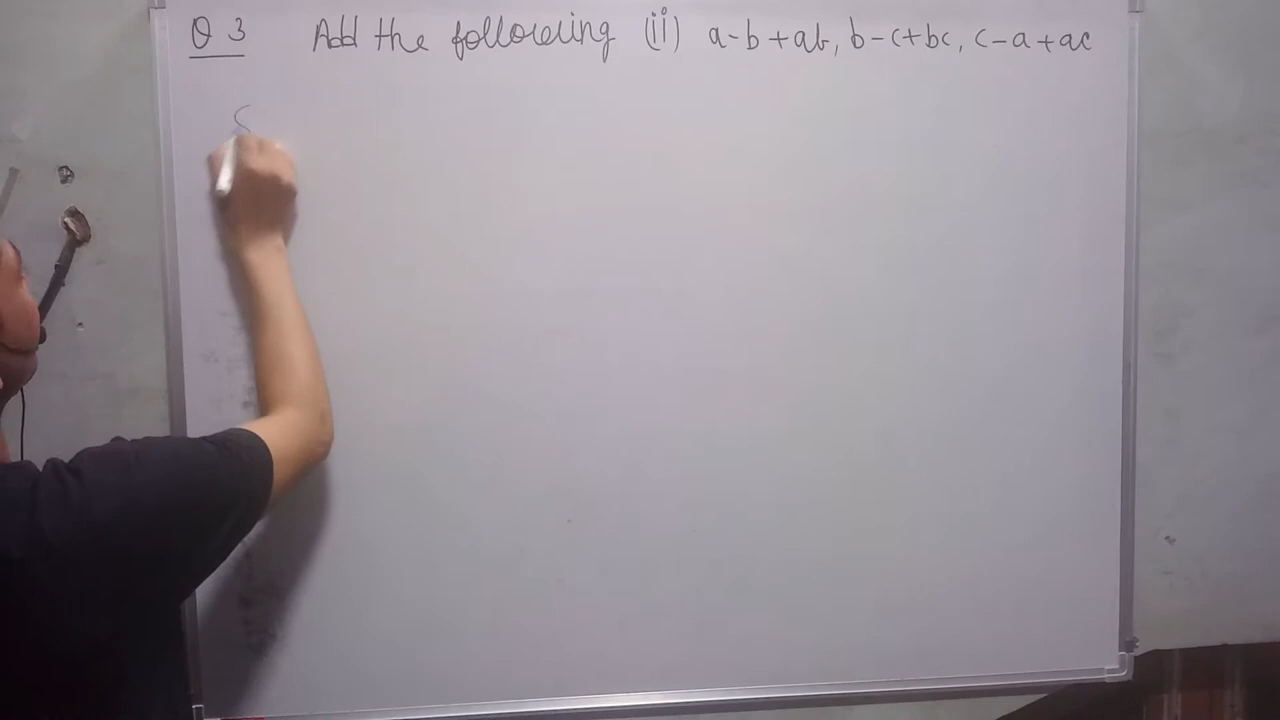 Q 3 Add the following (ii) a-b+ab, b-c+bc, c-a+ac